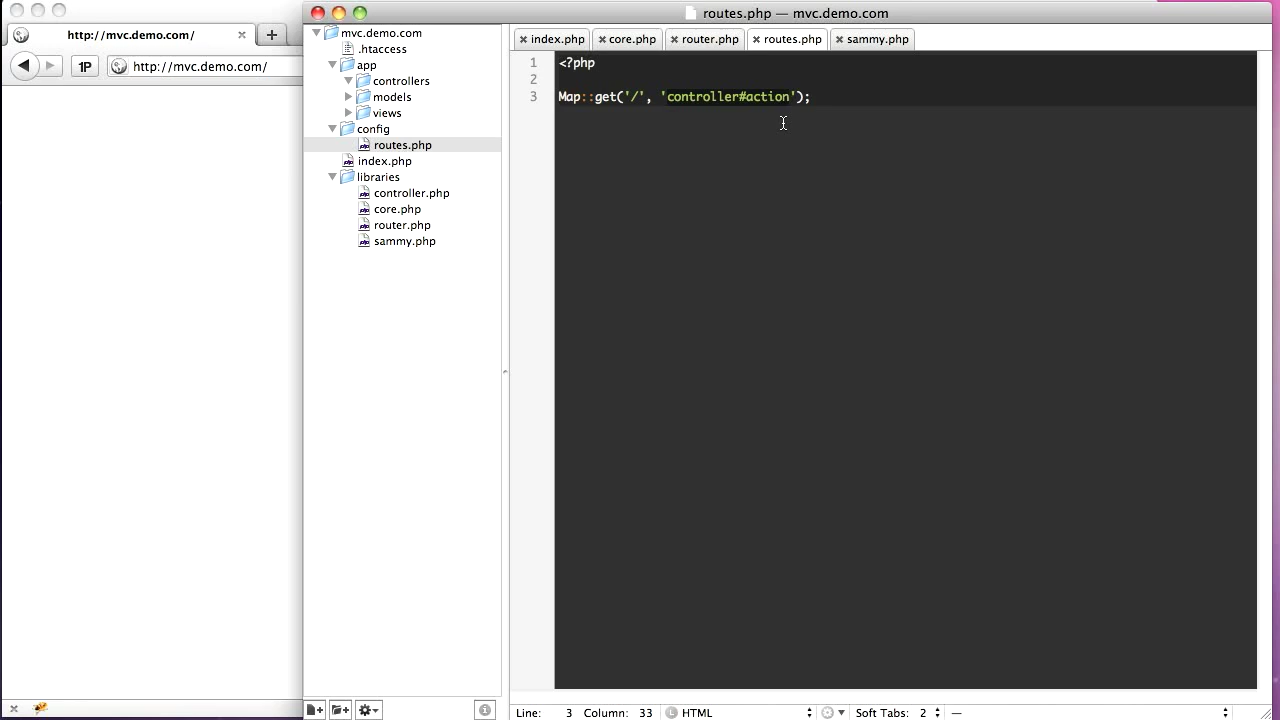 http://mvc.demo.com/
1P
http://mvc.demo.com/
routes.php — mvc.demo.com
mvc.demo.com
.htaccess
app
controllers
models
views
config
routes.php
index.php
libraries
controller.php
core.php
router.php
sammy.php
index.php
core.php
router.php
routes.php
sammy.php
1 <?php
2
3 Map::get('/', 'controller#action');
Line: 3 Column: 33
HTML
Soft Tabs: 2
—